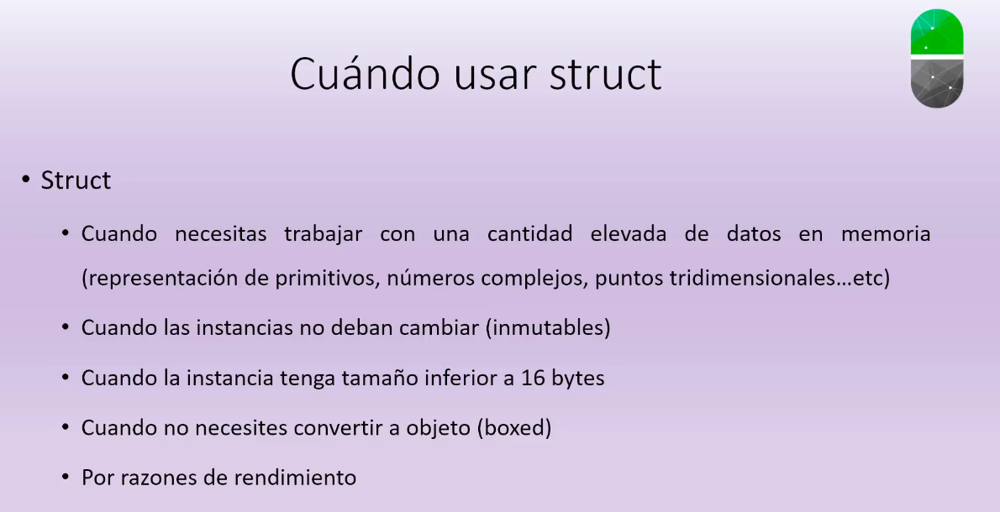 Cuándo usar struct
• Struct
• Cuando necesitas trabajar con una cantidad elevada de datos en memoria
(representación de primitivos, números complejos, puntos tridimensionales...etc)
• Cuando las instancias no deban cambiar (inmutables)
• Cuando la instancia tenga tamaño inferior a 16 bytes
• Cuando no necesites convertir a objeto (boxed)
• Por razones de rendimiento